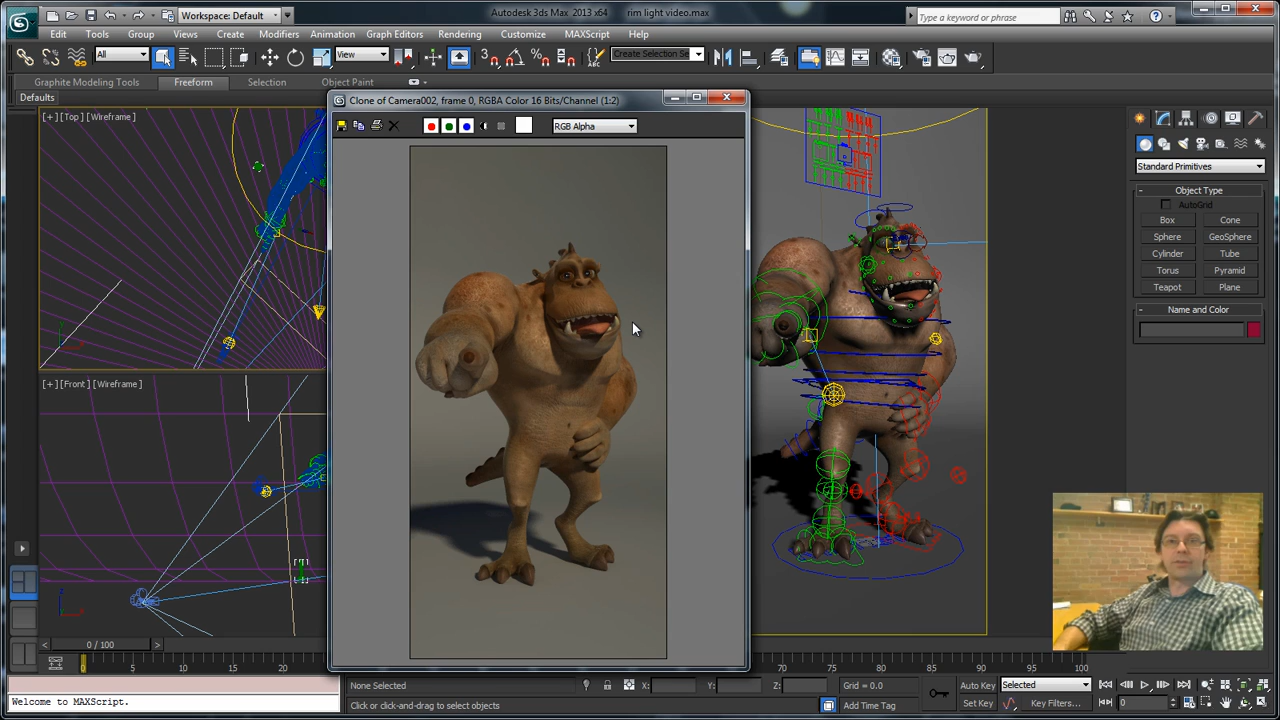 Workspace: Default
Autodesk 3ds Max 2013 x64
rim light video.max
Type a keyword or phrase
Edit
Tools
Group
Views
Create
Modifiers
Animation
Graph Editors
Rendering
Customize
MAXScript
Help
All
View
3
Create Selection Se
Graphite Modeling Tools
Freeform
Selection
Object Paint
Defaults
Clone of Camera002, frame 0, RGBA Color 16 Bits/Channel (1:2)
RGB Alpha
[+] [Top] [Wireframe]
[+] [Front] [Wireframe]
Standard Primitives
Object Type
AutoGrid
Box
Cone
Sphere
GeoSphere
Cylinder
Tube
Torus
Pyramid
Teapot
Plane
Name and Color
0 / 100
0
5
10
15
20
70
75
80
85
90
95
100
None Selected
X:
Y:
Z:
Grid = 0.0
Auto Key
Selected
Welcome to MAXScript.
Click or click-and-drag to select objects
Add Time Tag
Set Key
Key Filters...
0